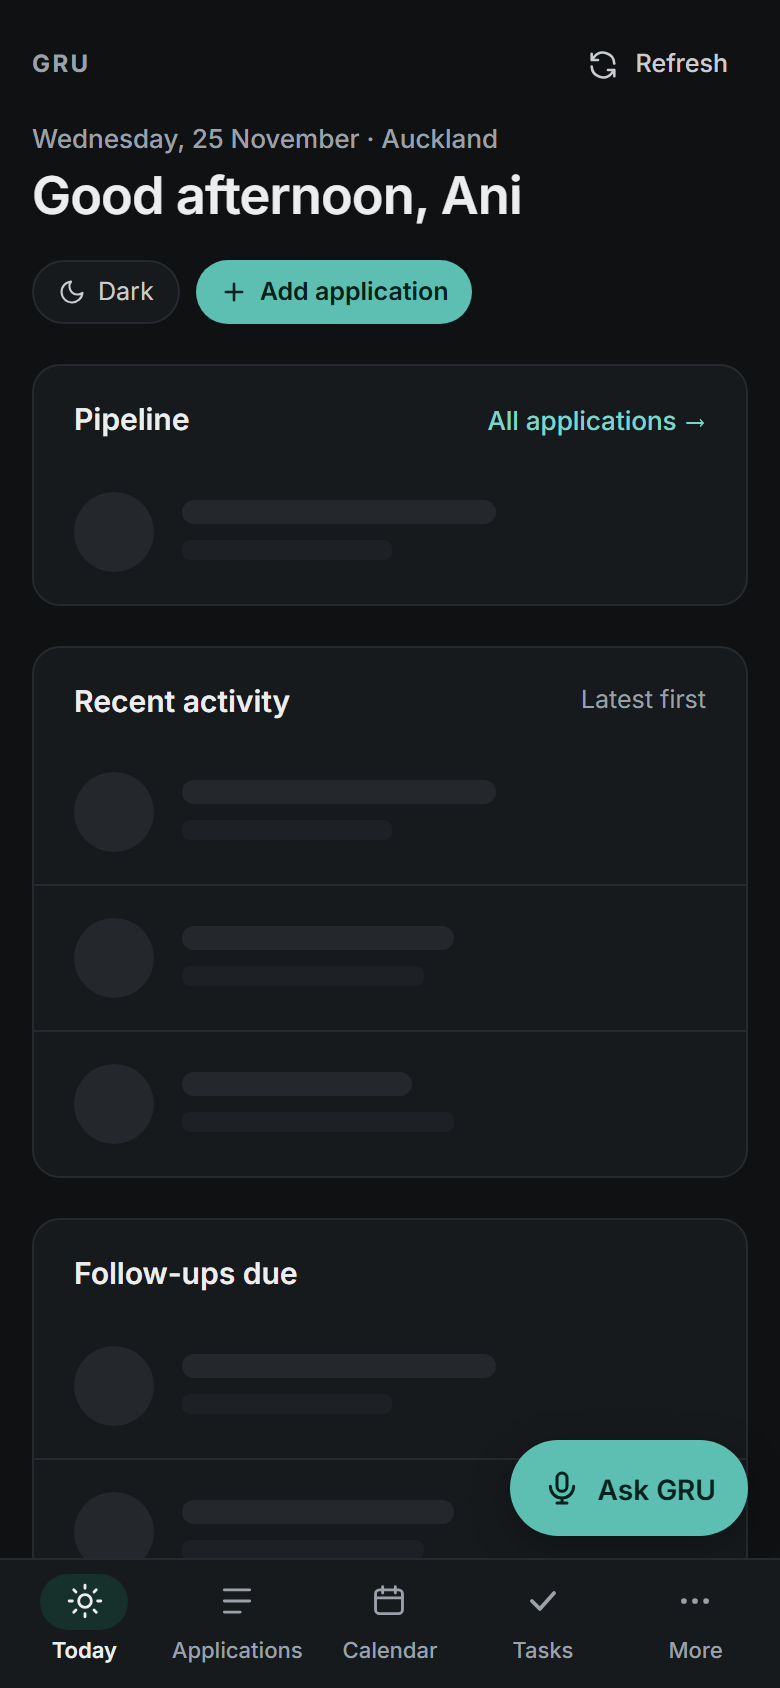 GRU
Refresh
Wednesday, 25 November · Auckland
Good afternoon, Ani
Dark
Add application
Pipeline
All applications →
Recent activity
Latest first
Follow-ups due
Ask GRU
Today
Applications
Calendar
Tasks
More